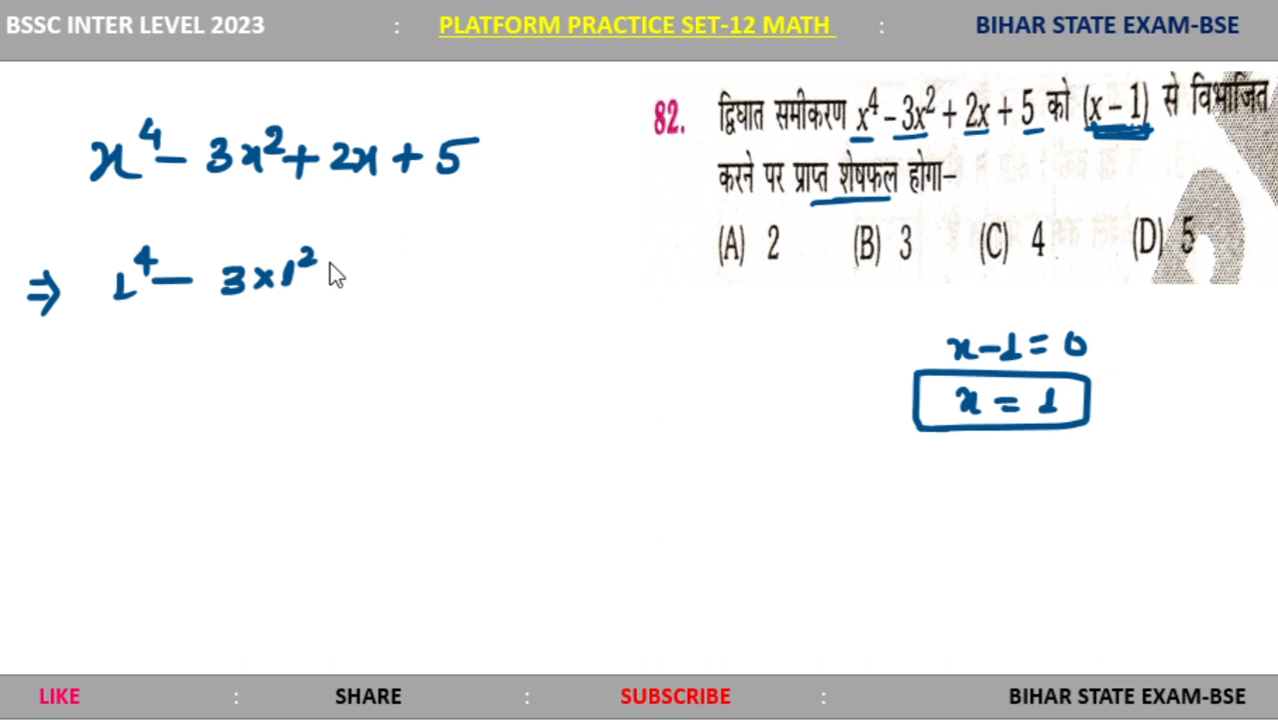 BSSC INTER LEVEL 2023 : PLATFORM PRACTICE SET-12 MATH : BIHAR STATE EXAM-BSE
x⁴ - 3x² + 2x + 5
⇒ 1⁴ - 3×1²
82. द्विघात समीकरण x⁴ – 3x² + 2x + 5 को (x – 1) से विभाजित
करने पर प्राप्त शेषफल होगा–
(A) 2 (B) 3 (C) 4 (D) 5
x-1=0
x = 1
LIKE : SHARE : SUBSCRIBE : BIHAR STATE EXAM-BSE